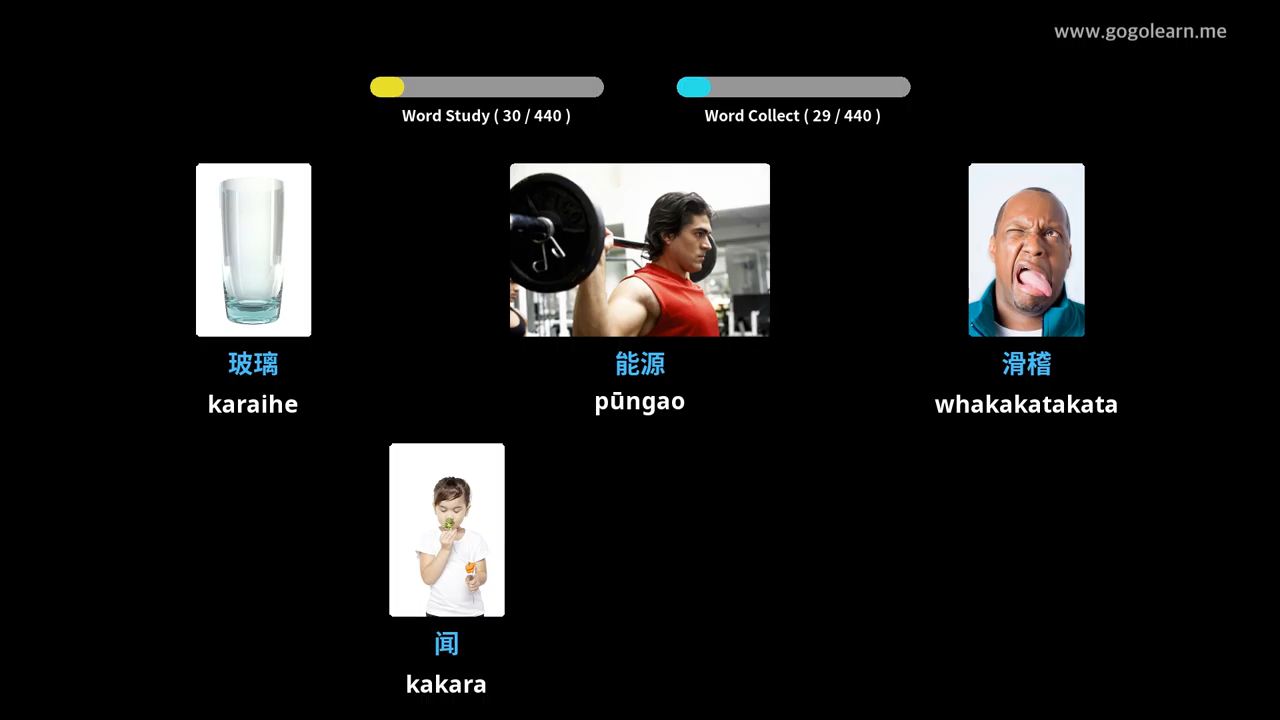 www.gogolearn.me
Word Study ( 30 / 440 )
Word Collect ( 29 / 440 )
玻璃
karaihe
能源
pūngao
滑稽
whakakatakata
闻
kakara